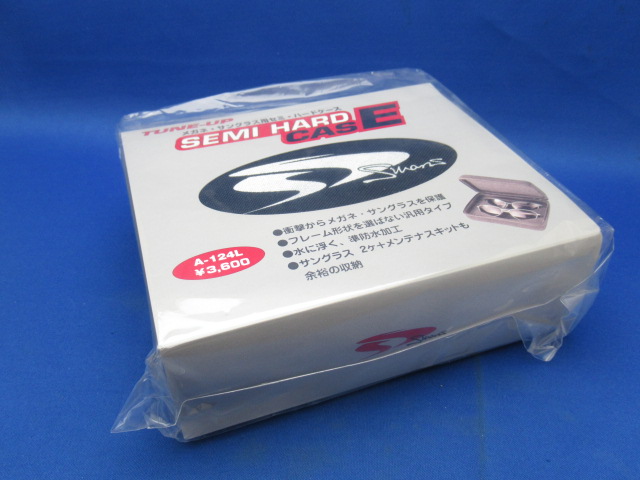 TUNE-UP
メガネ・サングラス用セミ・ハードケース
SEMI HARD
CASE
Swans
●衝撃からメガネ・サングラスを保護
●フレーム形状を選ばない汎用タイプ
●水に浮く、準防水加工
●サングラス 2ケ+メンテナスキットも
余裕の収納
A-124L
¥3,600